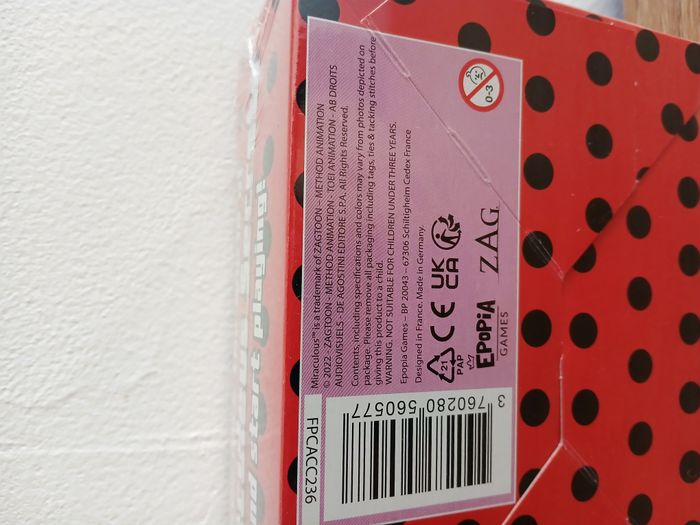 Miraculous™ is a trademark of ZAGTOON – METHOD ANIMATION
© 2022 - ZAGTOON - METHOD ANIMATION - TOEI ANIMATION - AB DROITS
AUDIOVISUELS - DE AGOSTINI EDITORE S.P.A. All Rights Reserved.
Contents, including specifications and colors may vary from photos depicted on
package. Please remove all packaging including tags, ties & tacking stitches before
giving this product to a child.
WARNING. NOT SUITABLE FOR CHILDREN UNDER THREE YEARS.
Epopia Games – BP 20043 – 67306 Schiltigheim Cedex France
Designed in France. Made in Germany.
21
PAP
CE
UK
CA
0-3
EPOPIA
GAMES
ZAG
3 760280 560577
FPCACC236
start playing!